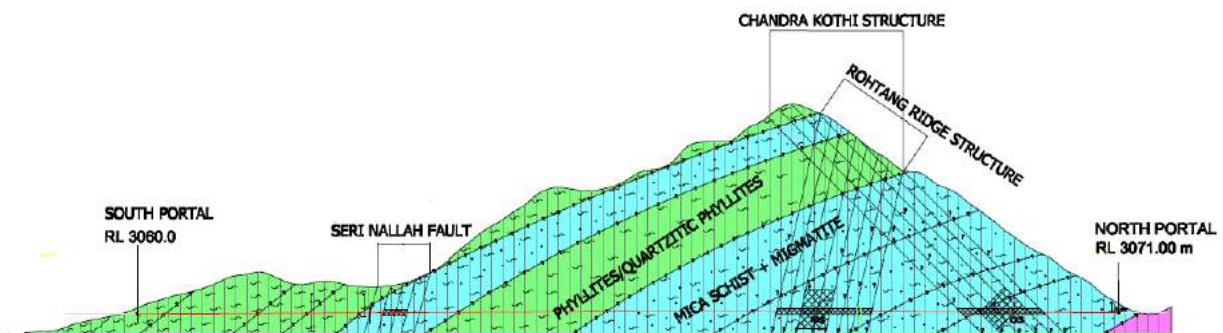 CHANDRA KOTHI STRUCTURE
ROHTANG RIDGE STRUCTURE
SOUTH PORTAL
RL 3060.0
SERI NALLAH FAULT
PHYLLITES/QUARTZITIC PHYLLITES
MICA SCHIST + MIGMATITE
NORTH PORTAL
RL 3071.00 m